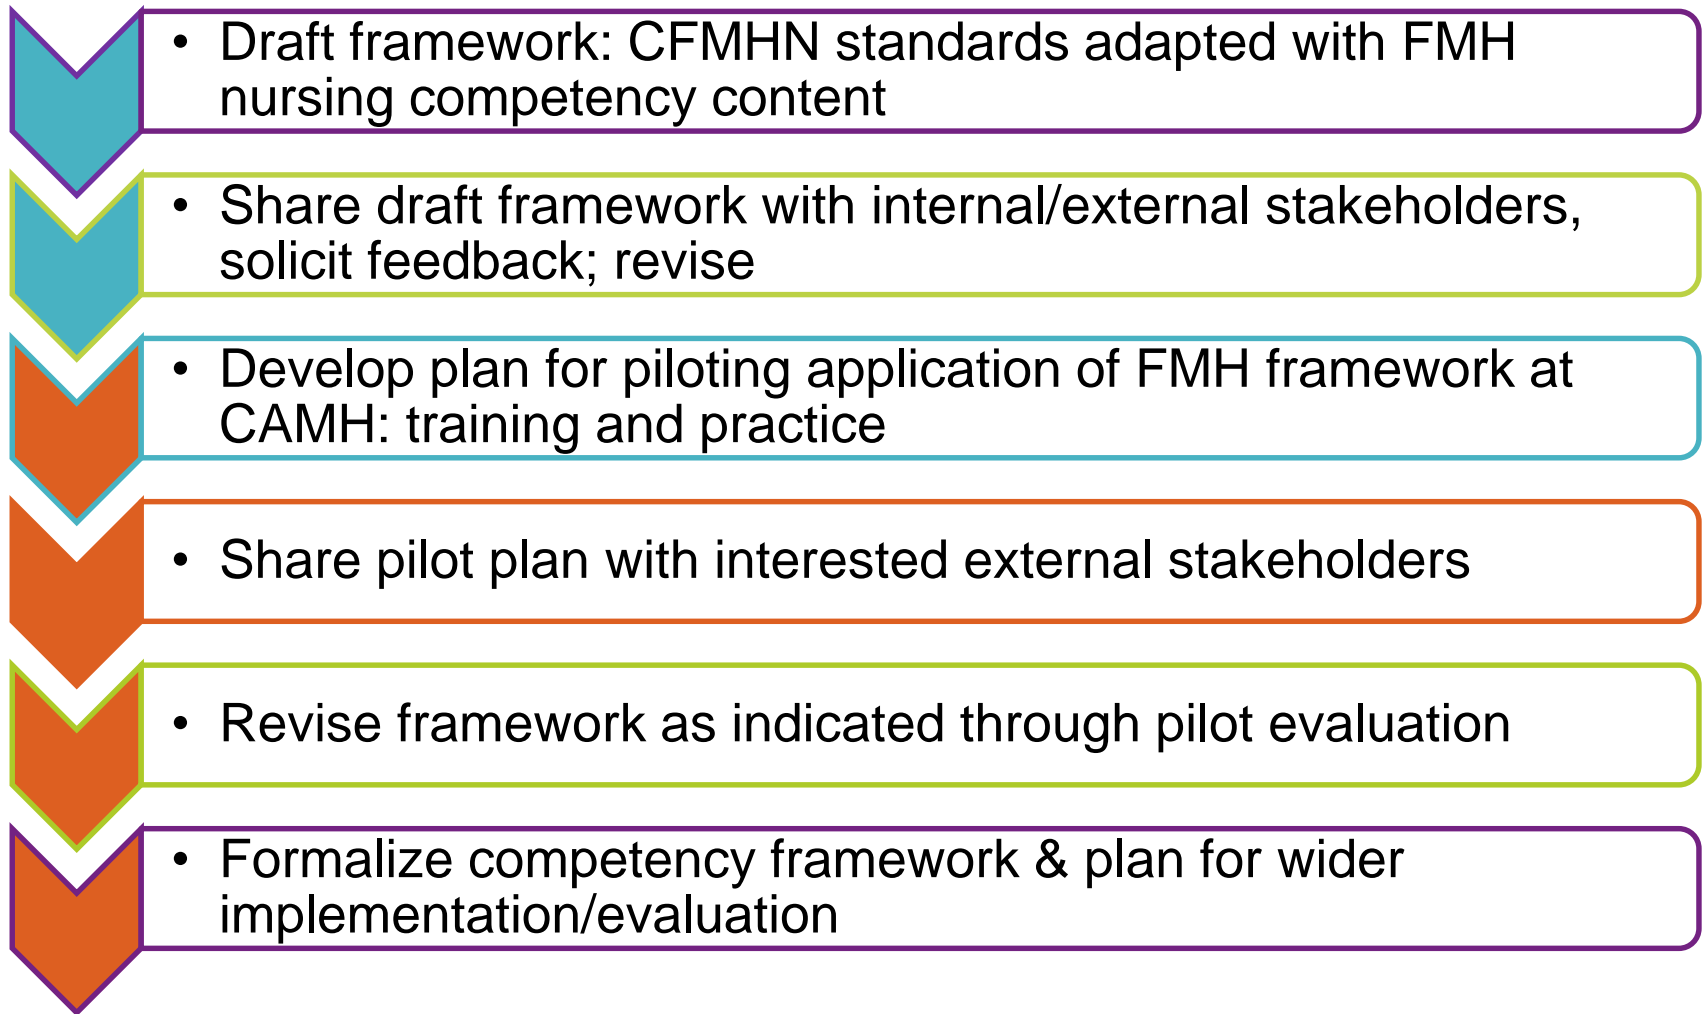 • Draft framework: CFMHN standards adapted with FMH
nursing competency content
• Share draft framework with internal/external stakeholders,
solicit feedback; revise
• Develop plan for piloting application of FMH framework at
CAMH: training and practice
• Share pilot plan with interested external stakeholders
• Revise framework as indicated through pilot evaluation
• Formalize competency framework & plan for wider
implementation/evaluation